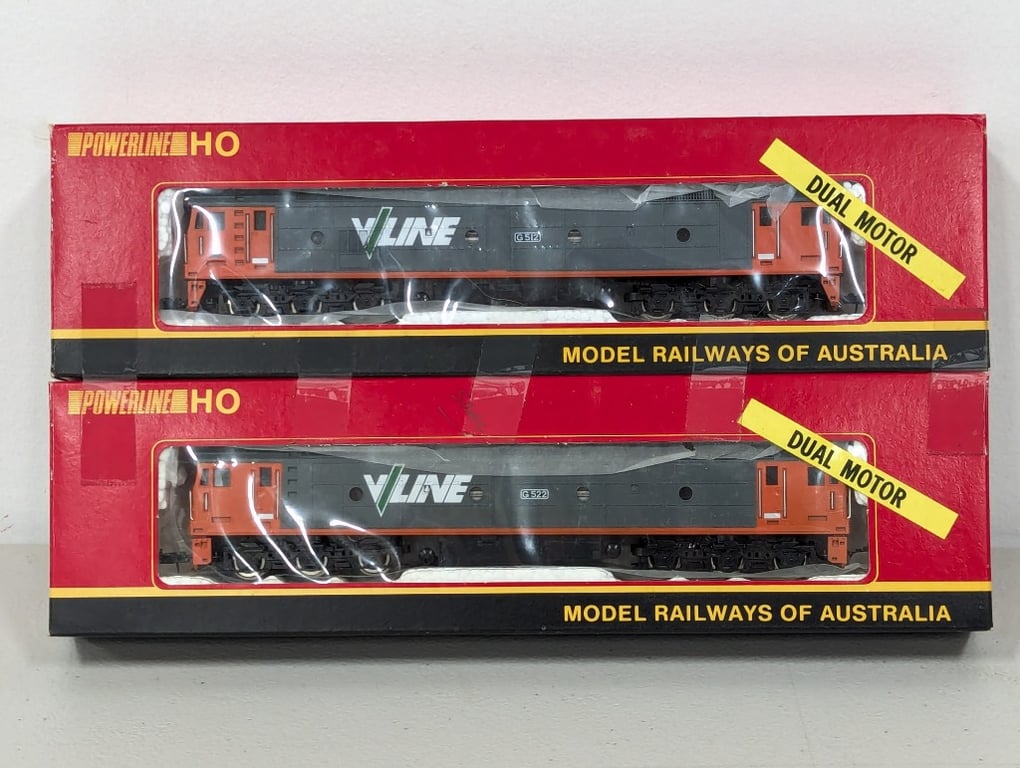 POWERLINE HO
DUAL MOTOR
V/LINE
G 512
MODEL RAILWAYS OF AUSTRALIA
POWERLINE HO
DUAL MOTOR
V/LINE
G 522
MODEL RAILWAYS OF AUSTRALIA